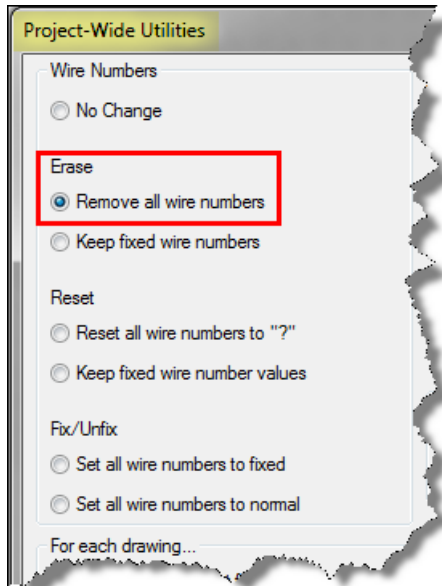 Project-Wide Utilities
Wire Numbers
No Change
Erase
Remove all wire numbers
Keep fixed wire numbers
Reset
Reset all wire numbers to "?"
Keep fixed wire number values
Fix/Unfix
Set all wire numbers to fixed
Set all wire numbers to normal
For each drawing...